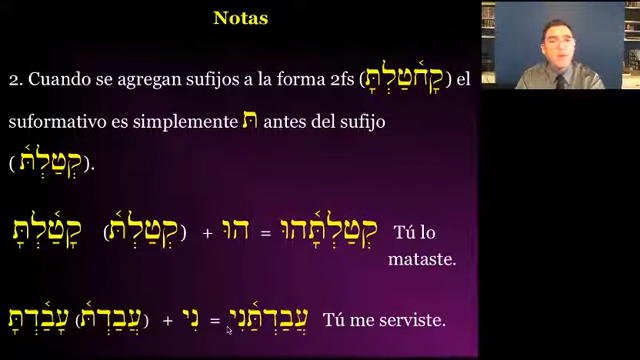 Notas
2. Cuando se agregan sufijos a la forma 2fs (קָ֫חטַלְתָּ) el
suformativo es simplemente תּ antes del sufijo
(קְטַלְתּ֫).
קָטַ֫לְתָּ (קְטַלְתּ֫) + הוּ = קְטַלְתָּ֫הוּ Tú lo
mataste.
עָבַ֫דְתָּ (עֲבַדְתּ֫) + נִי = עֲבַדְתַּ֫נִי Tú me serviste.